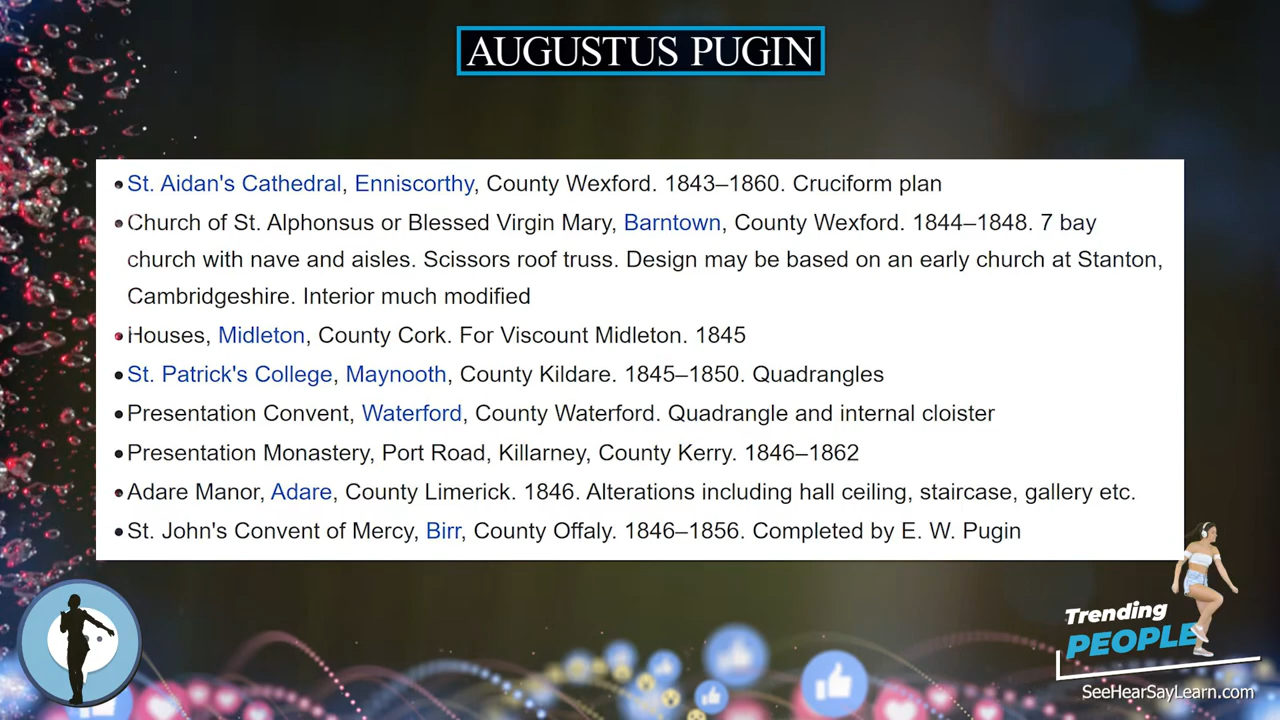 AUGUSTUS PUGIN
•St. Aidan's Cathedral, Enniscorthy, County Wexford. 1843–1860. Cruciform plan
•Church of St. Alphonsus or Blessed Virgin Mary, Barntown, County Wexford. 1844–1848. 7 bay
church with nave and aisles. Scissors roof truss. Design may be based on an early church at Stanton,
Cambridgeshire. Interior much modified
•Houses, Midleton, County Cork. For Viscount Midleton. 1845
•St. Patrick's College, Maynooth, County Kildare. 1845–1850. Quadrangles
•Presentation Convent, Waterford, County Waterford. Quadrangle and internal cloister
•Presentation Monastery, Port Road, Killarney, County Kerry. 1846–1862
•Adare Manor, Adare, County Limerick. 1846. Alterations including hall ceiling, staircase, gallery etc.
•St. John's Convent of Mercy, Birr, County Offaly. 1846–1856. Completed by E. W. Pugin
Trending
PEOPLE
SeeHearSayLearn.com